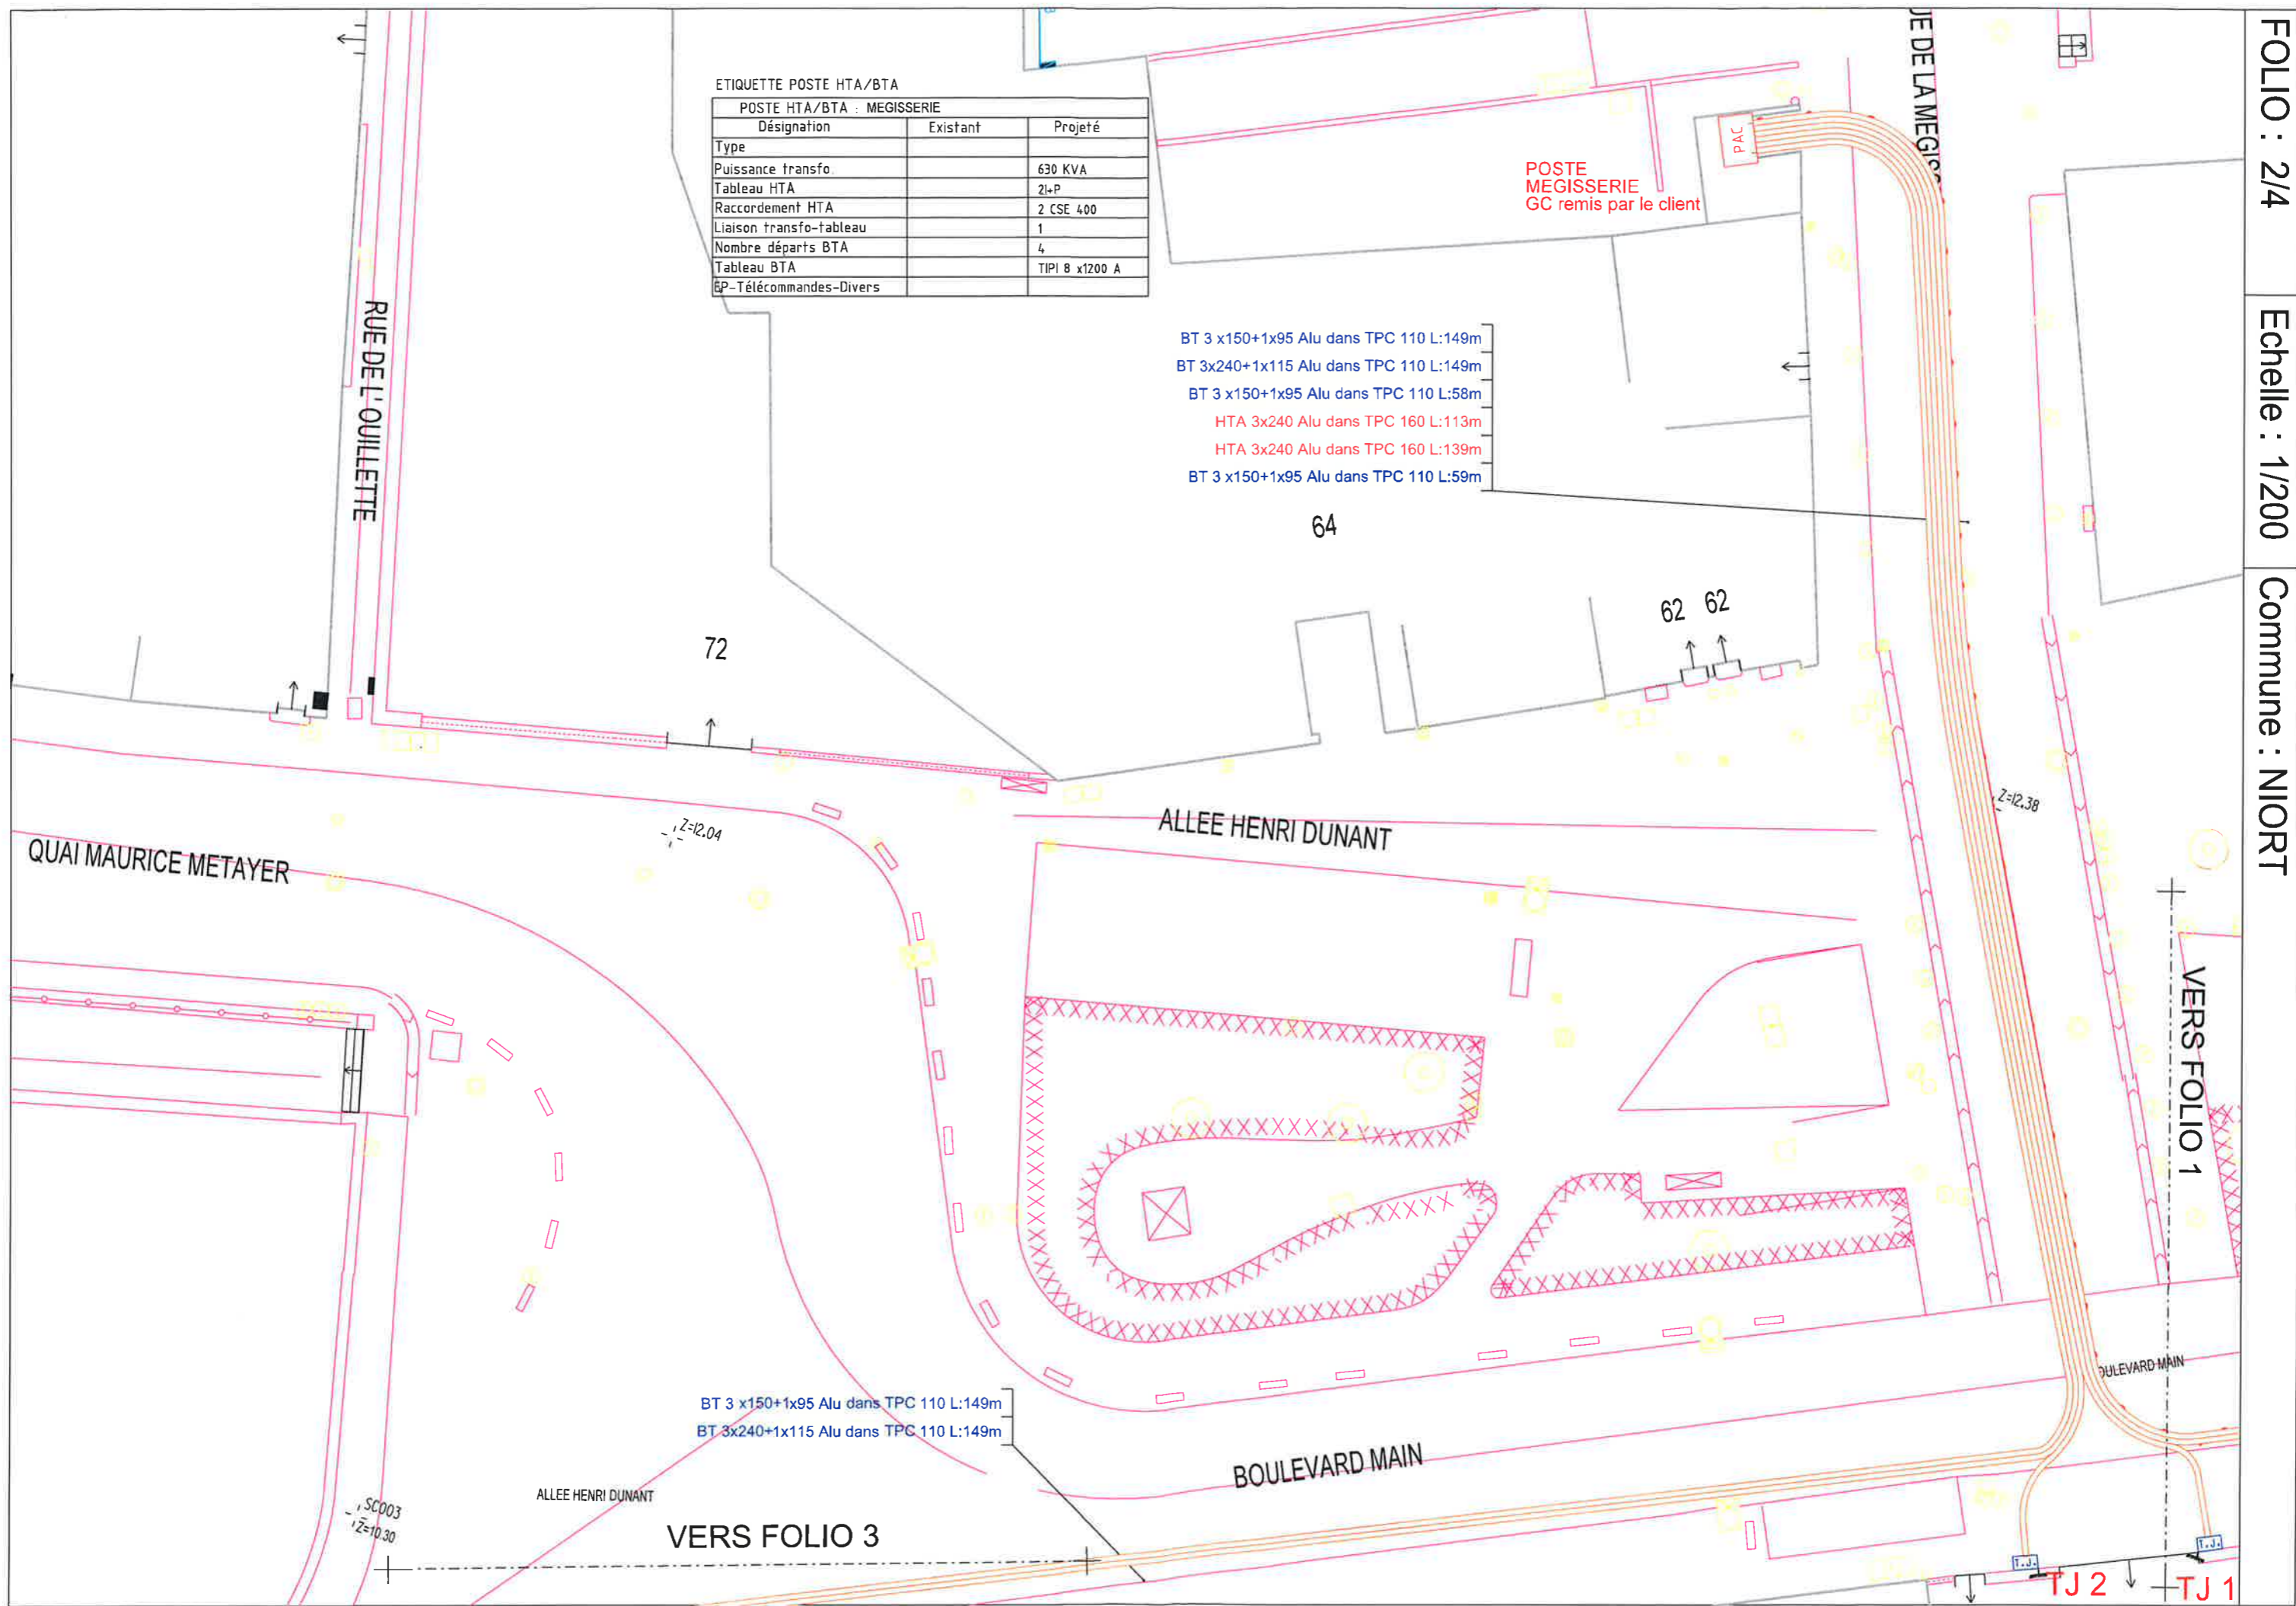 FOLIO : 2/4
Echelle : 1/200
Commune : NIORT
ETIQUETTE POSTE HTA/BTA
POSTE HTA/BTA : MEGISSERIE
Désignation Existant Projeté
Type
Puissance transfo. 630 KVA
Tableau HTA 2I+P
Raccordement HTA 2 CSE 400
Liaison transfo-tableau 1
Nombre départs BTA 4
Tableau BTA TIPI 8 x1200 A
EP-Télécommandes-Divers
PAC
POSTE
MEGISSERIE
GC remis par le client
UE DE LA MEGISS
RUE DE L'OUILLETTE
BT 3 x150+1x95 Alu dans TPC 110 L:149m
BT 3x240+1x115 Alu dans TPC 110 L:149m
BT 3 x150+1x95 Alu dans TPC 110 L:58m
HTA 3x240 Alu dans TPC 160 L:113m
HTA 3x240 Alu dans TPC 160 L:139m
BT 3 x150+1x95 Alu dans TPC 110 L:59m
64
62 62
72
Z=12.38
Z=12.04
ALLEE HENRI DUNANT
QUAI MAURICE METAYER
VERS FOLIO 1
OULEVARD MAIN
BT 3 x150+1x95 Alu dans TPC 110 L:149m
BT 3x240+1x115 Alu dans TPC 110 L:149m
BOULEVARD MAIN
ALLEE HENRI DUNANT
SC003
Z=10.30
VERS FOLIO 3
T.J.
T.J.
TJ 2
TJ 1